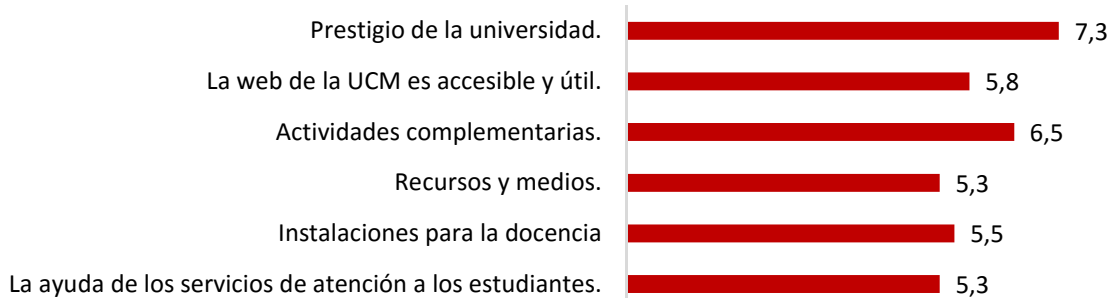 Prestigio de la universidad. 7,3
La web de la UCM es accesible y útil. 5,8
Actividades complementarias. 6,5
Recursos y medios. 5,3
Instalaciones para la docencia 5,5
La ayuda de los servicios de atención a los estudiantes. 5,3